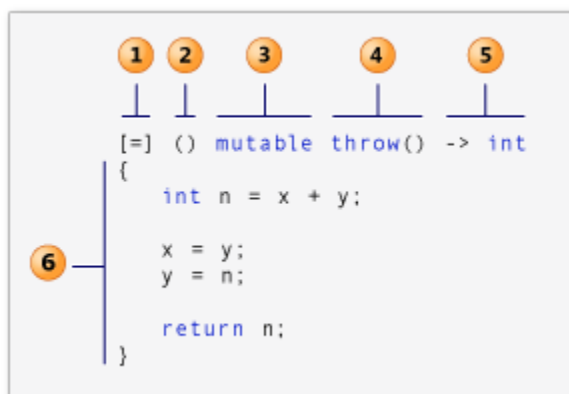 1 2 3 4 5
[=] () mutable throw() -> int
{
int n = x + y;
x = y;
6
y = n;
return n;
}